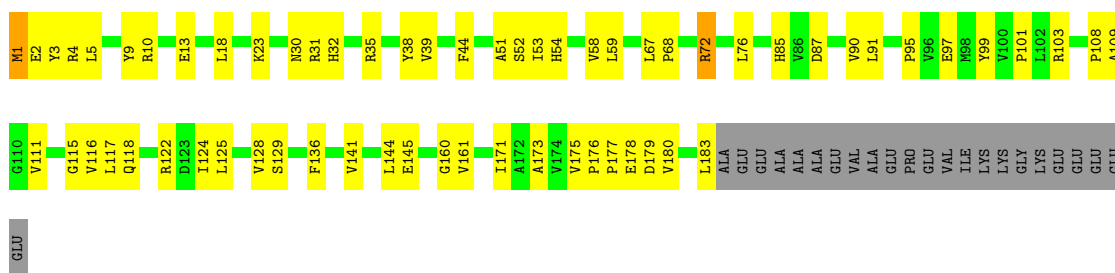 M1 E2 Y3 R4 L5 Y9 R10 E13 L18 K23 N30 R31 H32 R35 Y38 V39 F44 A51 S52 I53 H54 V58 L59 L67 P68 R72 L76 H85 V86 D87 V90 L91 P95 V96 E97 M98 Y99 V100 P101 L102 R103 P108 A109
G110 V111 G115 V116 L117 Q118 R122 D123 I124 L125 V128 S129 F136 V141 L144 E145 G160 V161 I171 A172 A173 V174 V175 P176 P177 E178 D179 V180 L183 ALA GLU GLU ALA ALA ALA GLU VAL ALA GLU PRO GLU VAL ILE LYS LYS GLY LYS GLU GLU GLU GLU
GLU